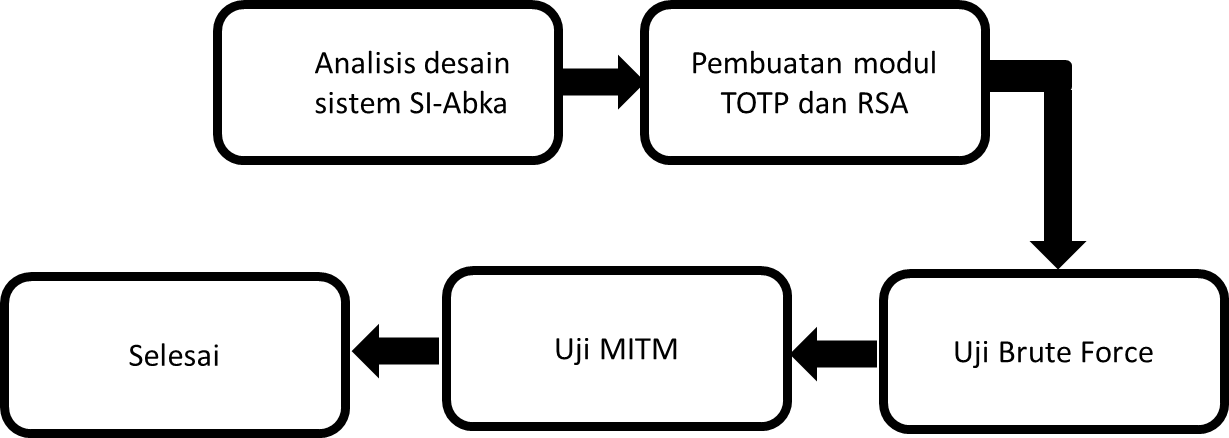 Analisis desain
sistem SI-Abka
Pembuatan modul
TOTP dan RSA
Uji Brute Force
Uji MITM
Selesai